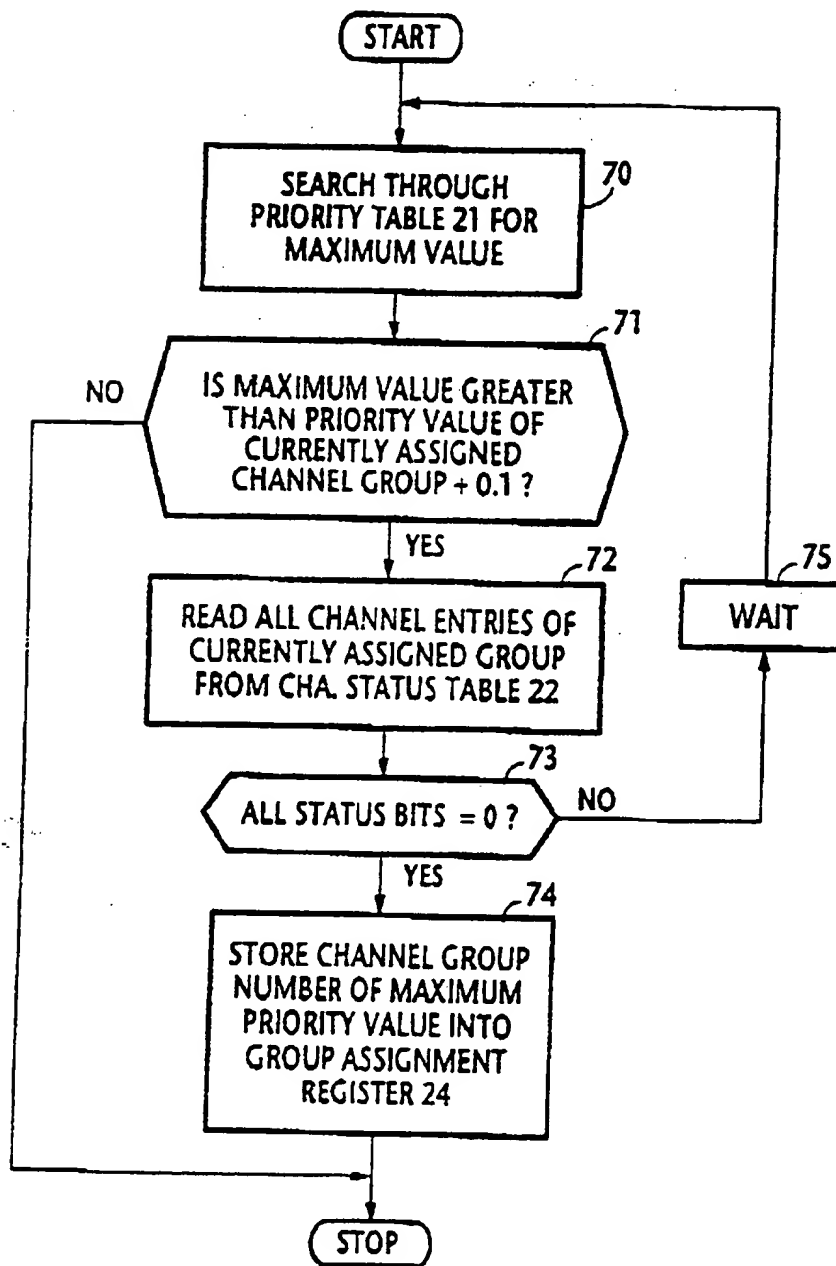 START
SEARCH THROUGH
PRIORITY TABLE 21 FOR
MAXIMUM VALUE
70
71
NO
IS MAXIMUM VALUE GREATER
THAN PRIORITY VALUE OF
CURRENTLY ASSIGNED
CHANNEL GROUP + 0.1 ?
YES
72
READ ALL CHANNEL ENTRIES OF
CURRENTLY ASSIGNED GROUP
FROM CHA. STATUS TABLE 22
75
WAIT
73
ALL STATUS BITS = 0 ?
NO
YES
74
STORE CHANNEL GROUP
NUMBER OF MAXIMUM
PRIORITY VALUE INTO
GROUP ASSIGNMENT
REGISTER 24
STOP